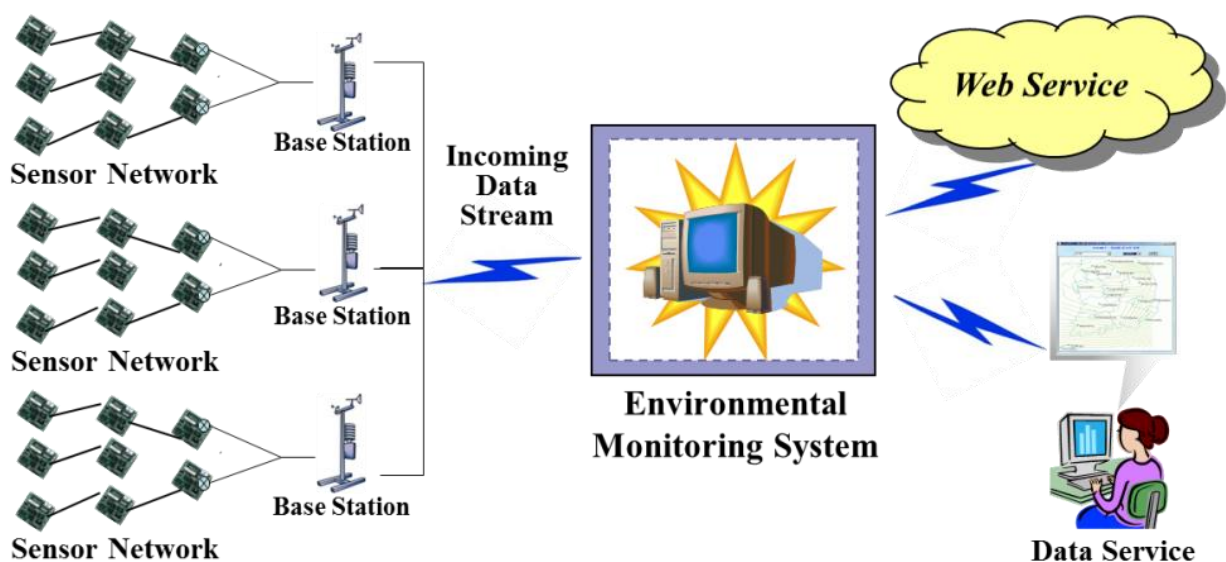 Web Service
Base Station
Sensor Network
Incoming
Data
Stream
Base Station
Sensor Network
Environmental
Monitoring System
Base Station
Sensor Network
Data Service